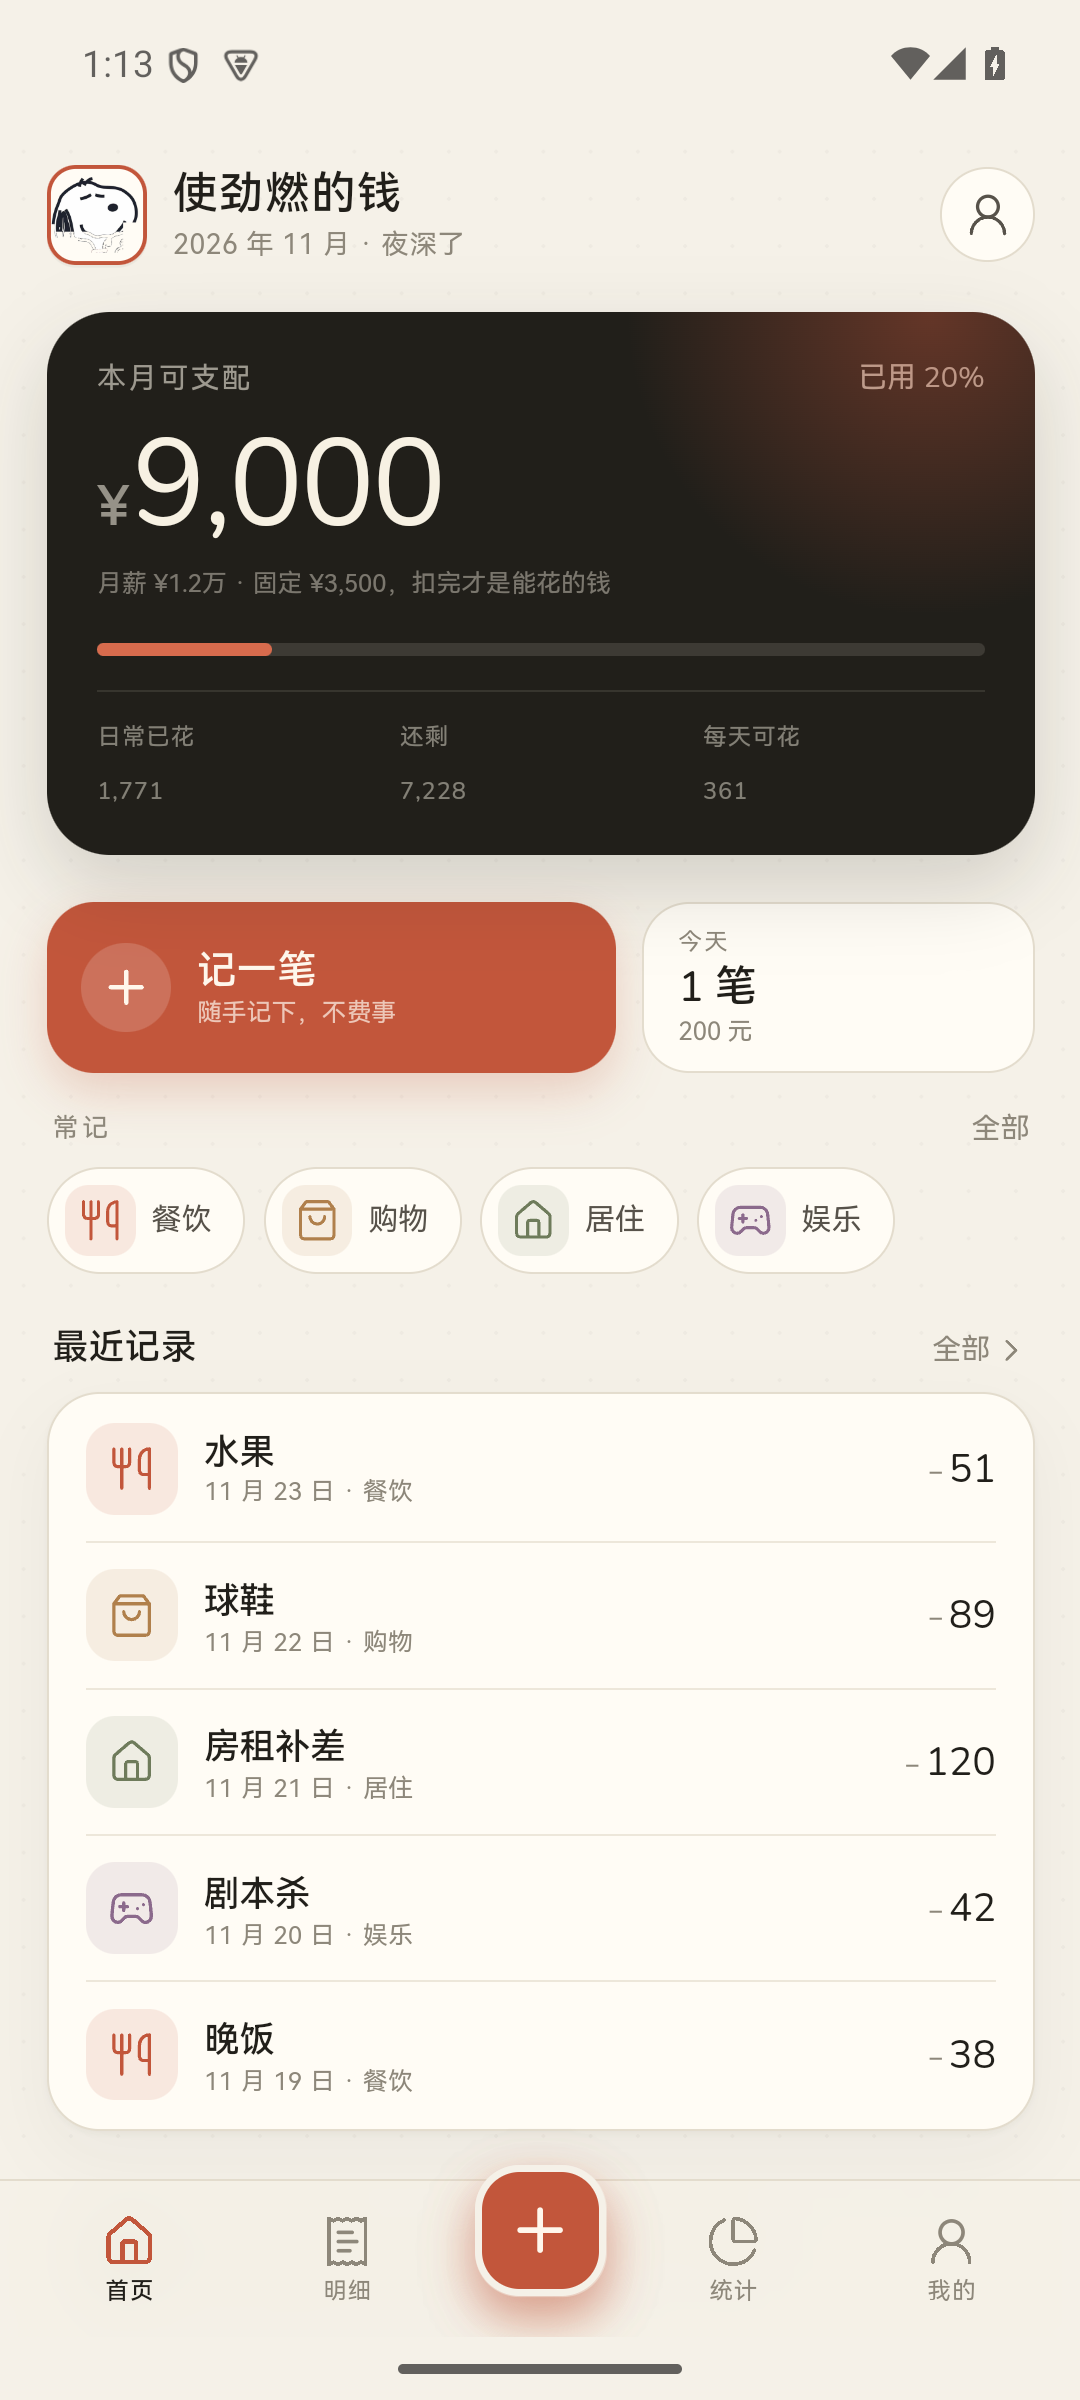 1:13
使劲燃的钱
2026 年 11 月 · 夜深了
本月可支配
已用 20%
¥9,000
月薪 ¥1.2万 · 固定 ¥3,500，扣完才是能花的钱
日常已花
还剩
每天可花
1,771
7,228
361
记一笔
随手记下，不费事
今天
1 笔
200 元
常记
全部
餐饮
购物
居住
娱乐
最近记录
全部
水果
11 月 23 日 · 餐饮
-51
球鞋
11 月 22 日 · 购物
-89
房租补差
11 月 21 日 · 居住
-120
剧本杀
11 月 20 日 · 娱乐
-42
晚饭
11 月 19 日 · 餐饮
-38
首页
明细
统计
我的